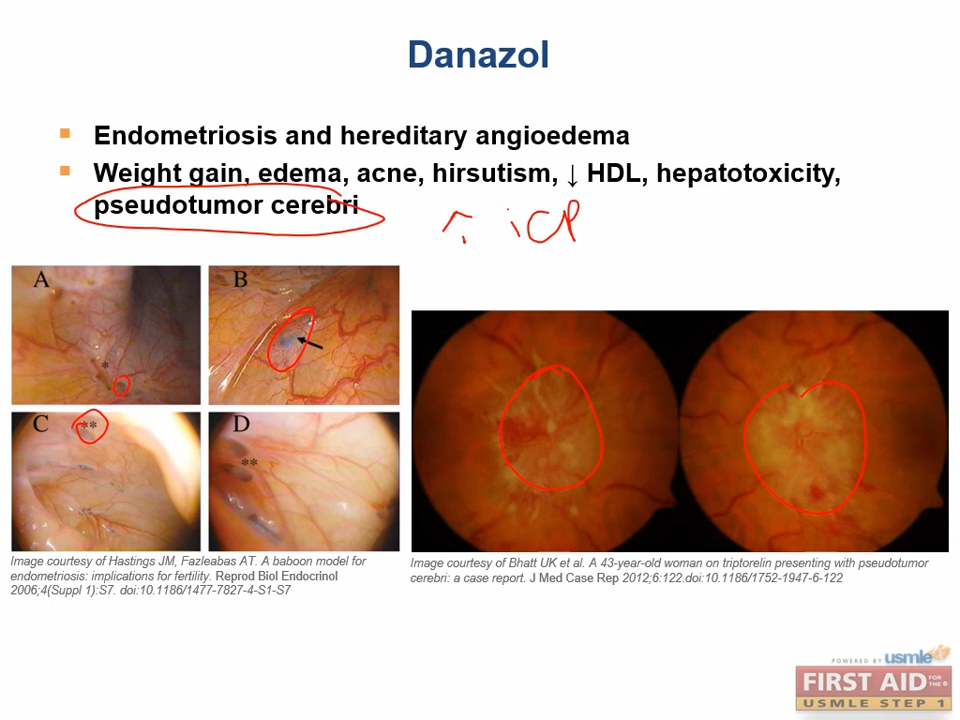 Danazol
Endometriosis and hereditary angioedema
Weight gain, edema, acne, hirsutism, ↓ HDL, hepatotoxicity,
pseudotumor cerebri
↑ iCP
A
B
*
C
**
D
**
Image courtesy of Hastings JM, Fazleabas AT. A baboon model for
endometriosis: implications for fertility. Reprod Biol Endocrinol
2006;4(Suppl 1):S7. doi:10.1186/1477-7827-4-S1-S7
Image courtesy of Bhatt UK et al. A 43-year-old woman on triptorelin presenting with pseudotumor
cerebri: a case report. J Med Case Rep 2012;6:122.doi:10.1186/1752-1947-6-122
POWERED BY usmle
FIRST AID FOR THE
USMLE STEP 1